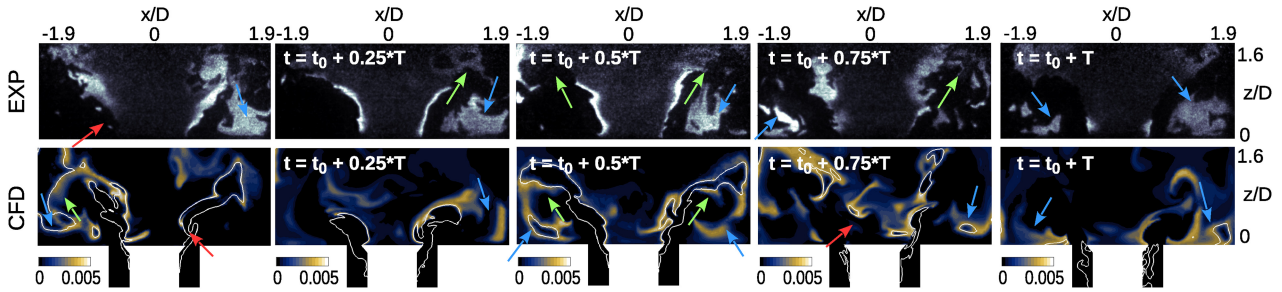 x/D x/D x/D x/D x/D
-1.9 0 1.9 -1.9 0 1.9 -1.9 0 1.9 -1.9 0 1.9 -1.9 0 1.9
EXP t = t0 + 0.25*T t = t0 + 0.5*T t = t0 + 0.75*T t = t0 + T 1.6
z/D
0
CFD t = t0 + 0.25*T t = t0 + 0.5*T t = t0 + 0.75*T t = t0 + T 1.6
z/D
0
0 0.005 0 0.005 0 0.005 0 0.005 0 0.005